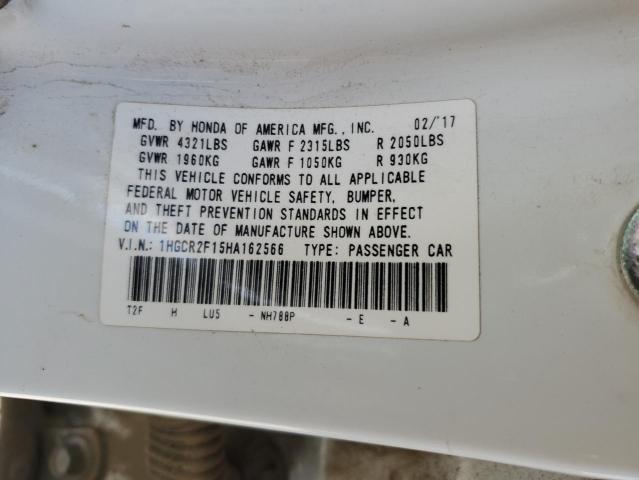 MFD. BY HONDA OF AMERICA MFG., INC. 02/'17
GVWR 4321LBS GAWR F 2315LBS R 2050LBS
GVWR 1960KG GAWR F 1050KG R 930KG
THIS VEHICLE CONFORMS TO ALL APPLICABLE
FEDERAL MOTOR VEHICLE SAFETY, BUMPER,
AND THEFT PREVENTION STANDARDS IN EFFECT
ON THE DATE OF MANUFACTURE SHOWN ABOVE.
V.I.N.: 1HGCR2F15HA162566 TYPE: PASSENGER CAR
T2F H LU5 - NH788P - E - A